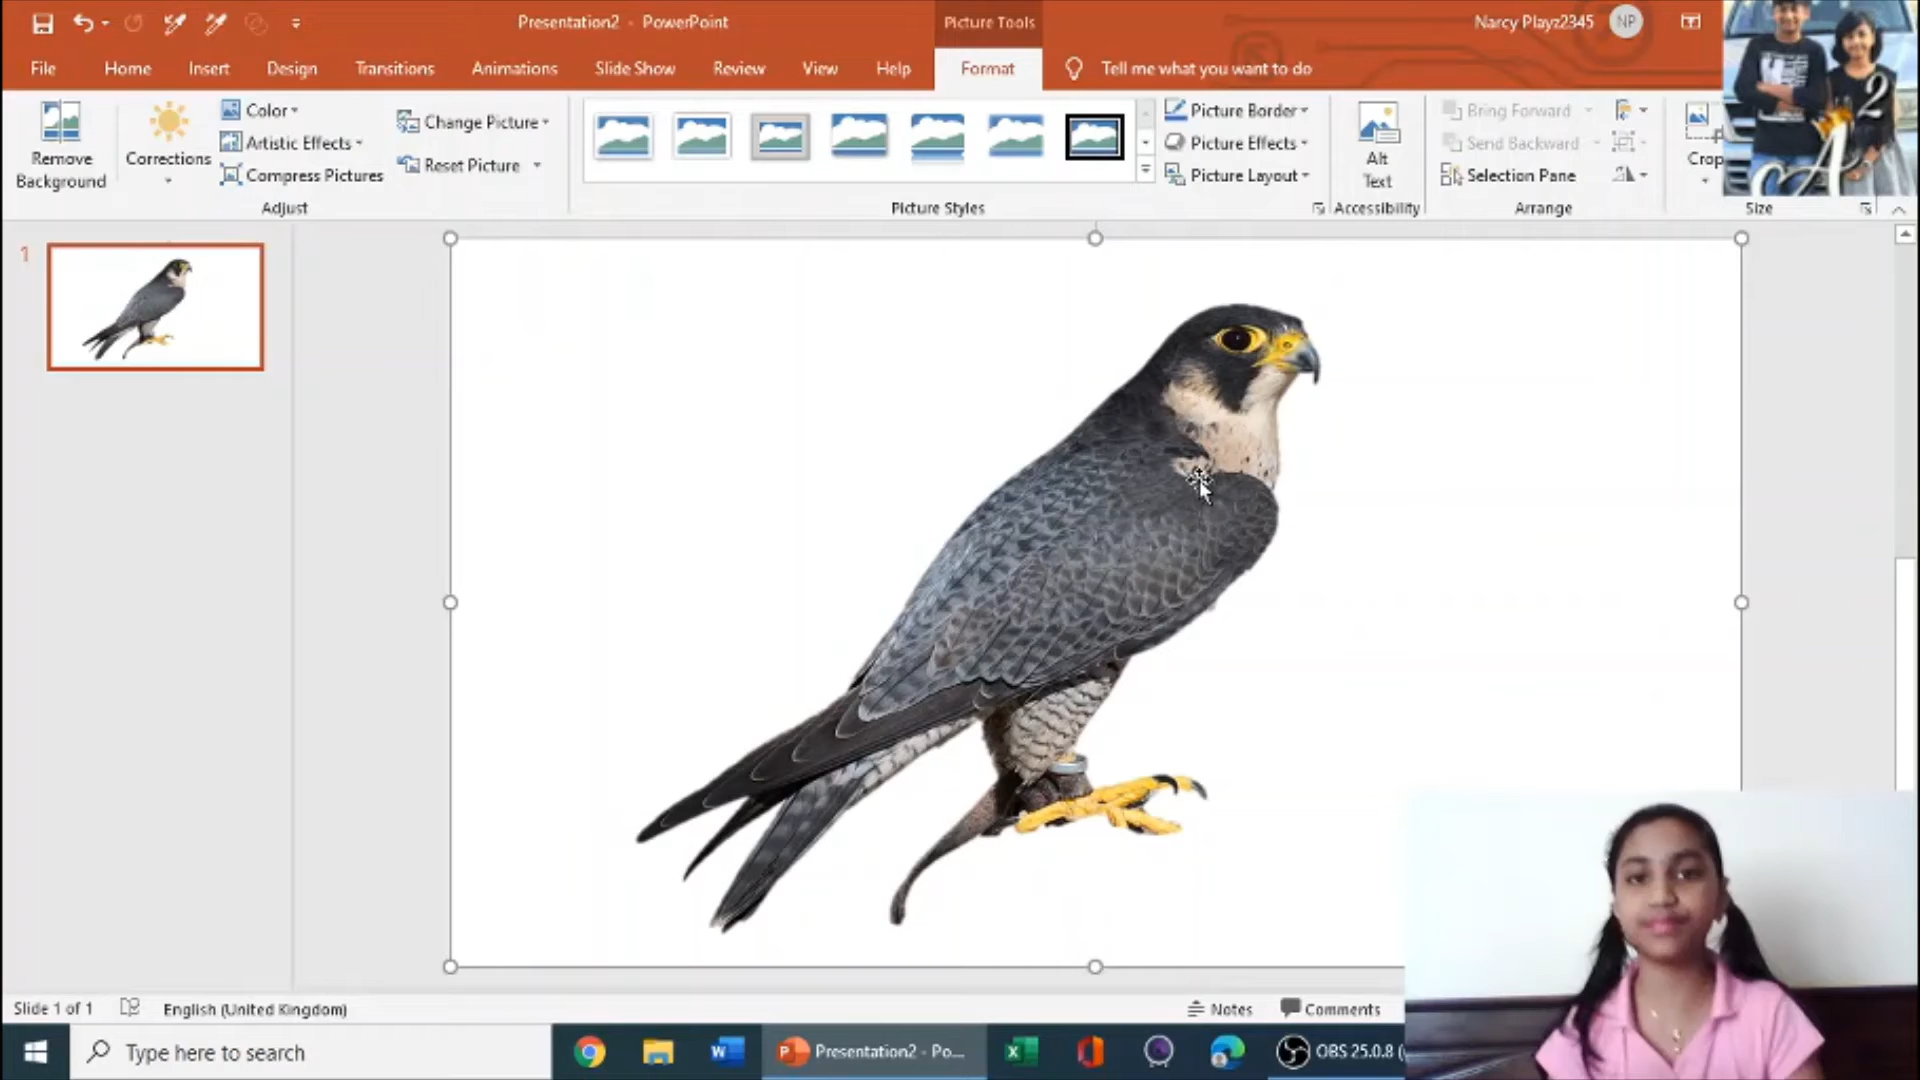 Presentation2 - PowerPoint
Picture Tools
Narcy Playz2345
NP
File Home Insert Design Transitions Animations Slide Show Review View Help Format Tell me what you want to do
Remove Background
Corrections
Color
Artistic Effects
Compress Pictures
Change Picture
Reset Picture
Adjust
Picture Styles
Picture Border
Picture Effects
Picture Layout
Alt Text
Accessibility
Bring Forward
Send Backward
Selection Pane
Arrange
Crop
Size
A2
1
Slide 1 of 1
English (United Kingdom)
Notes
Comments
Type here to search
Presentation2 - Po...
OBS 25.0.8 (